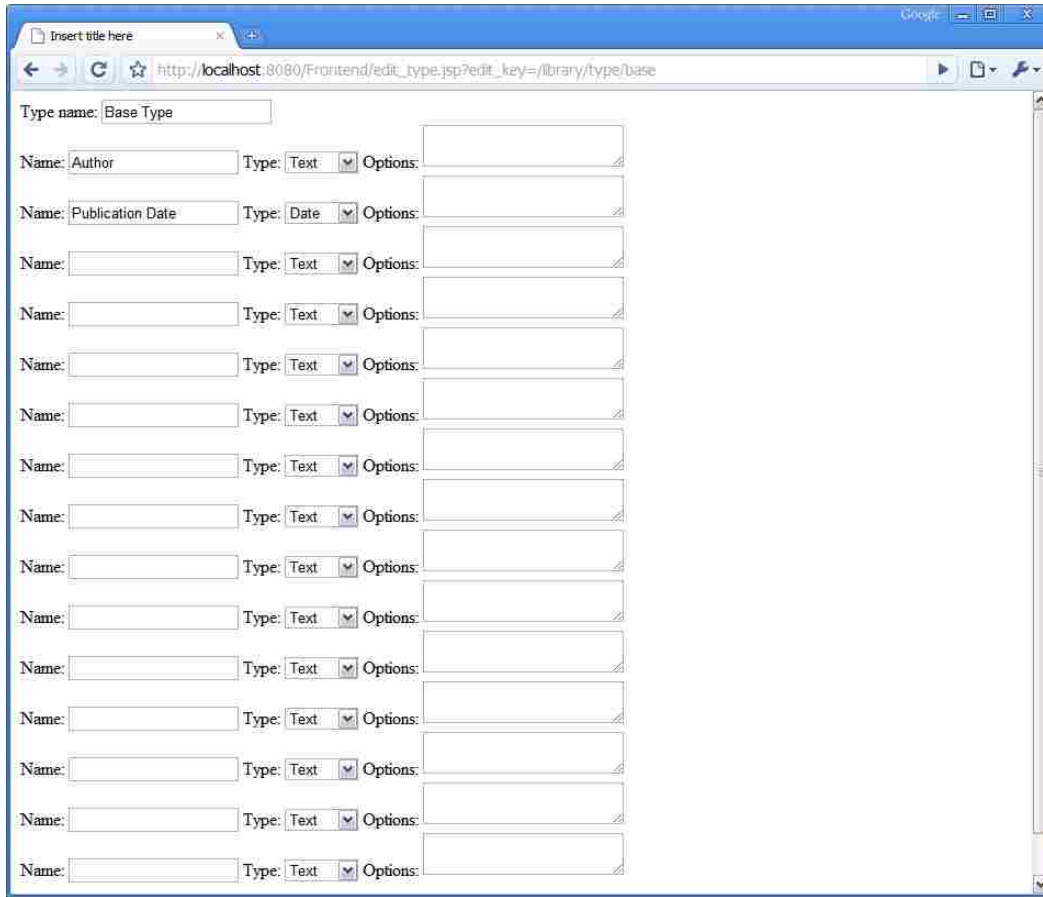 Google
Insert title here
http://localhost:8080/Frontend/edit_type.jsp?edit_key=/library/type/base
Type name: Base Type
Name: Author Type: Text Options:
Name: Publication Date Type: Date Options:
Name: Type: Text Options:
Name: Type: Text Options:
Name: Type: Text Options:
Name: Type: Text Options:
Name: Type: Text Options:
Name: Type: Text Options:
Name: Type: Text Options:
Name: Type: Text Options:
Name: Type: Text Options:
Name: Type: Text Options:
Name: Type: Text Options:
Name: Type: Text Options:
Name: Type: Text Options: